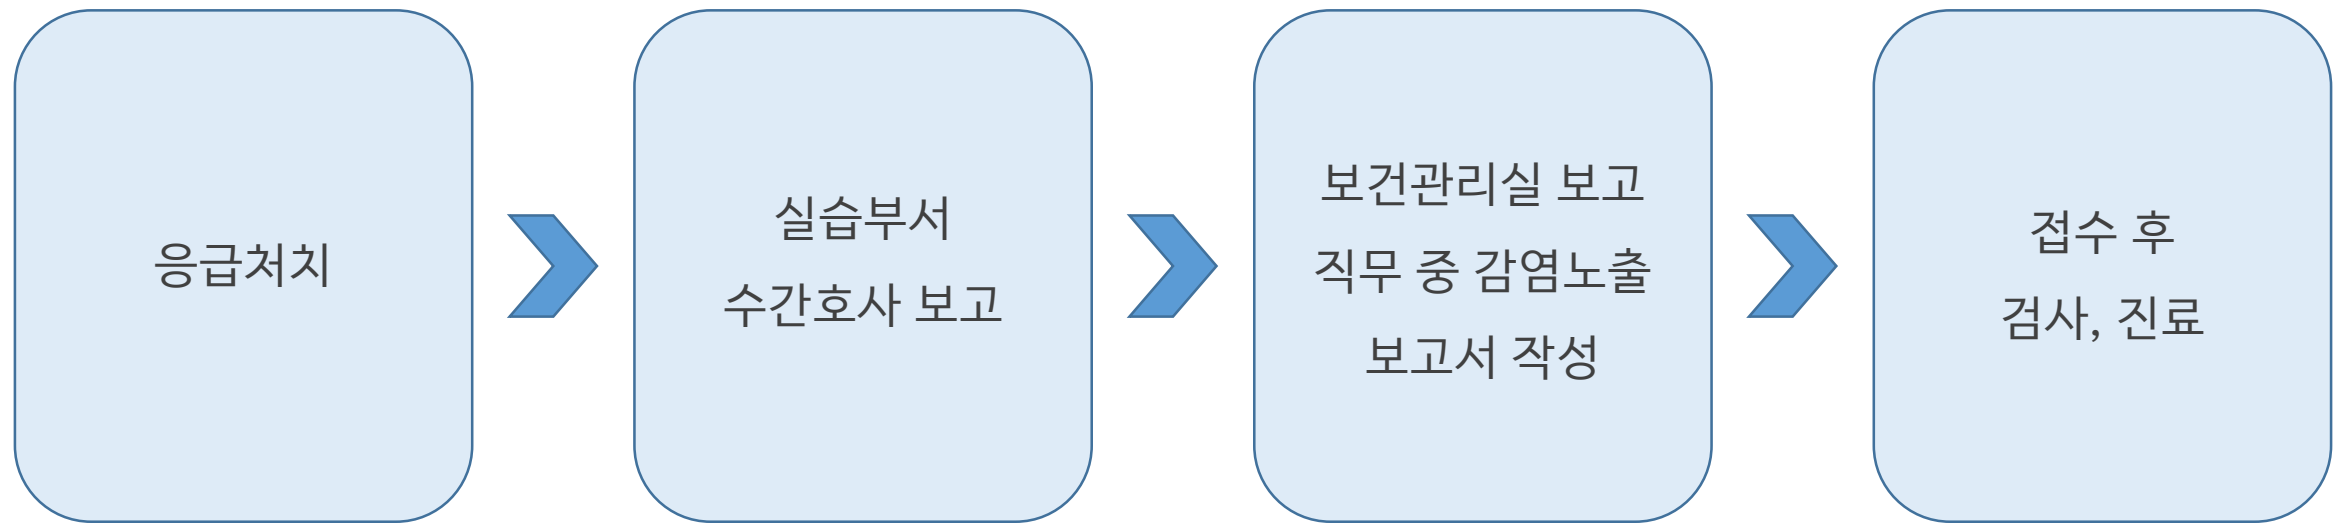 응급처치
실습부서
수간호사 보고
보건관리실 보고
직무 중 감염노출
보고서 작성
접수 후
검사, 진료